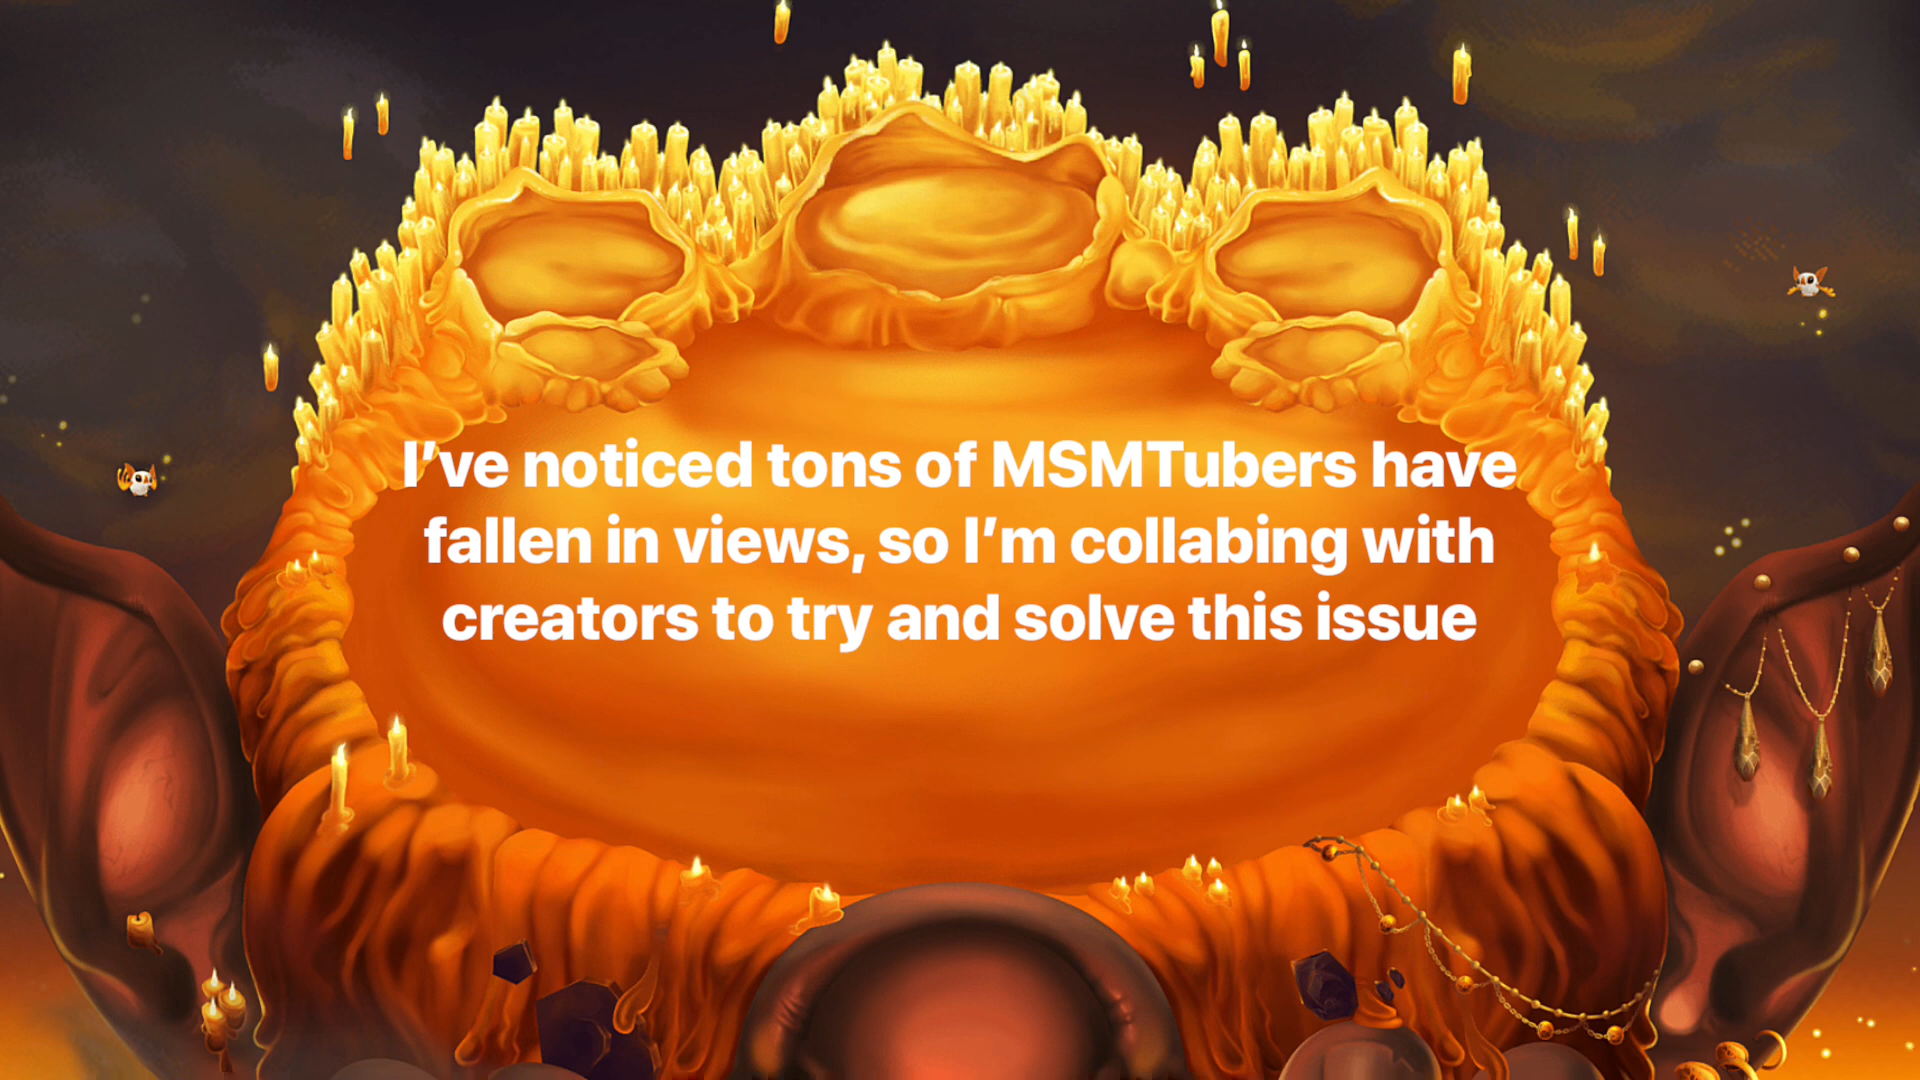 I’ve noticed tons of MSMTubers have
fallen in views, so I’m collabing with
creators to try and solve this issue